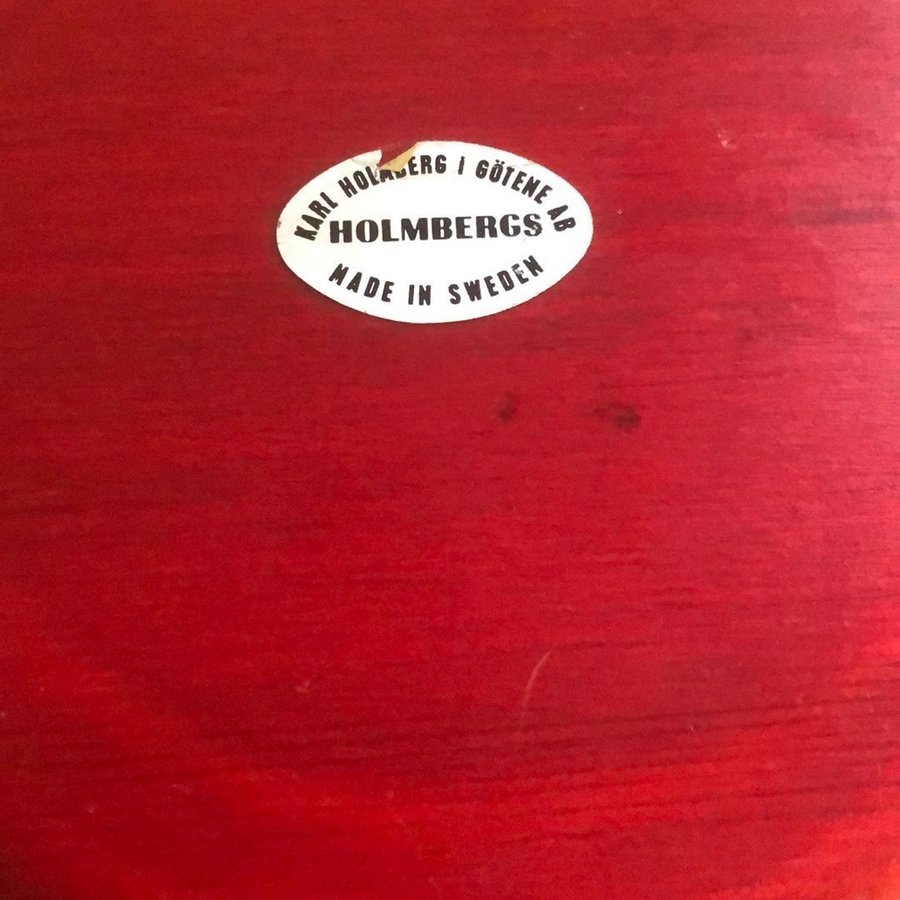 KARL HOLMBERG I GÖTENE AB
HOLMBERGS
MADE IN SWEDEN